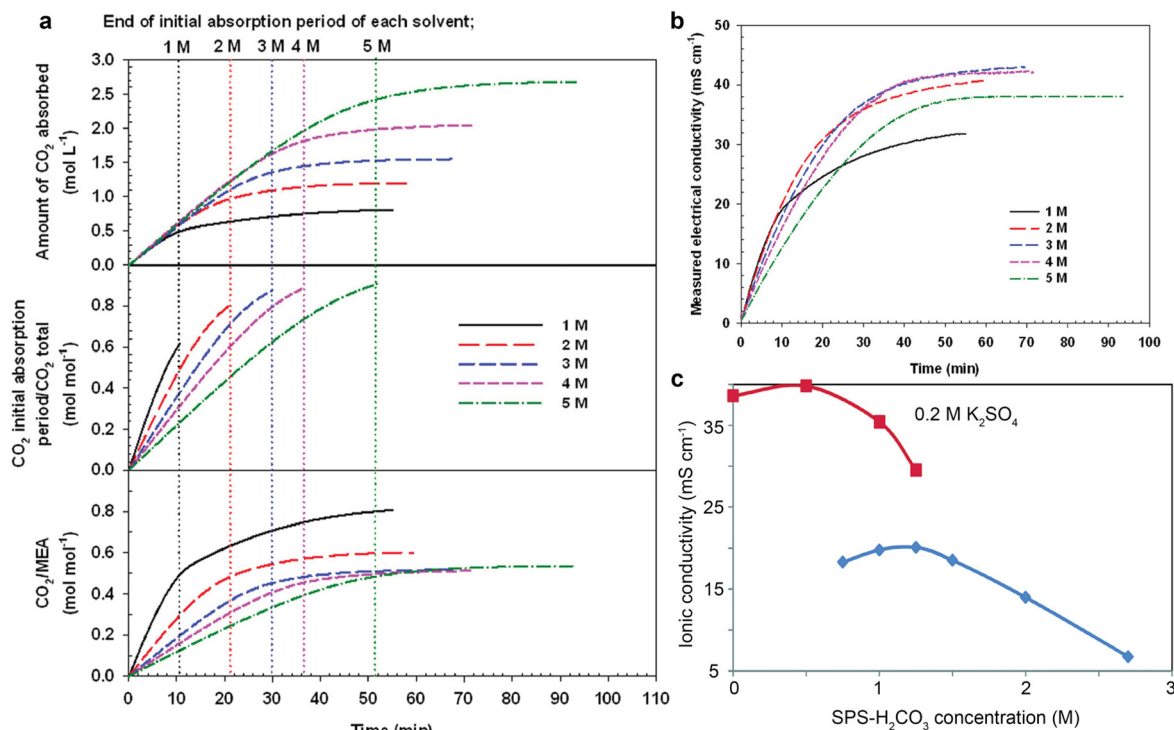 a
End of initial absorption period of each solvent;
1 M 2 M 3 M 4 M 5 M
Amount of CO₂ absorbed
(mol L⁻¹)
3.0
2.5
2.0
1.5
1.0
0.5
0.0
CO₂ initial absorption
period/CO₂ total
(mol mol⁻¹)
0.8
0.6
0.4
0.2
0.0
1 M
2 M
3 M
4 M
5 M
CO₂/MEA
(mol mol⁻¹)
0.8
0.6
0.4
0.2
0.0
0 10 20 30 40 50 60 70 80 90 100 110
Time (min)
b
Measured electrical conductivity (mS cm⁻¹)
50
40
30
20
10
0
1 M
2 M
3 M
4 M
5 M
0 10 20 30 40 50 60 70 80 90 100
Time (min)
c
Ionic conductivity (mS cm⁻¹)
35
25
15
5
0.2 M K₂SO₄
0 1 2 3
SPS-H₂CO₃ concentration (M)